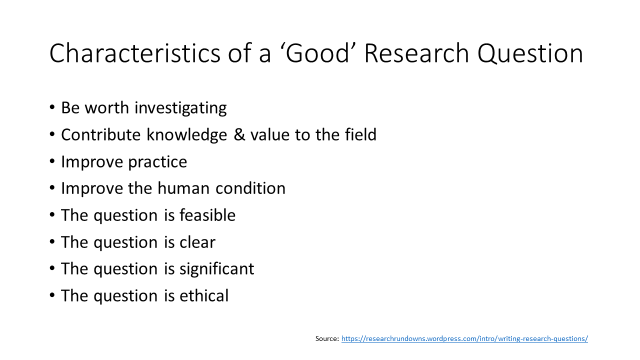 Characteristics of a ‘Good’ Research Question
• Be worth investigating
• Contribute knowledge & value to the field
• Improve practice
• Improve the human condition
• The question is feasible
• The question is clear
• The question is significant
• The question is ethical
Source: https://researchrundowns.wordpress.com/intro/writing-research-questions/